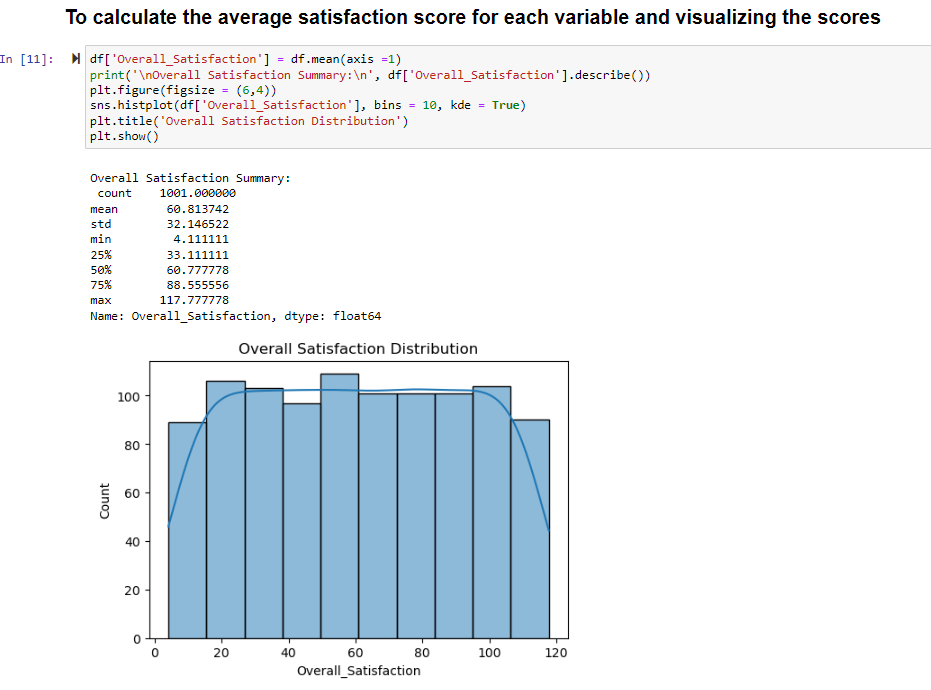 To calculate the average satisfaction score for each variable and visualizing the scores
In [11]:
df['Overall_Satisfaction'] = df.mean(axis =1)
print('\nOverall Satisfaction Summary:\n', df['Overall_Satisfaction'].describe())
plt.figure(figsize = (6,4))
sns.histplot(df['Overall_Satisfaction'], bins = 10, kde = True)
plt.title('Overall Satisfaction Distribution')
plt.show()
Overall Satisfaction Summary:
count 1001.000000
mean 60.813742
std 32.146522
min 4.111111
25% 33.111111
50% 60.777778
75% 88.555556
max 117.777778
Name: Overall_Satisfaction, dtype: float64
Overall Satisfaction Distribution
100
80
60
40
20
0
Count
0 20 40 60 80 100 120
Overall_Satisfaction